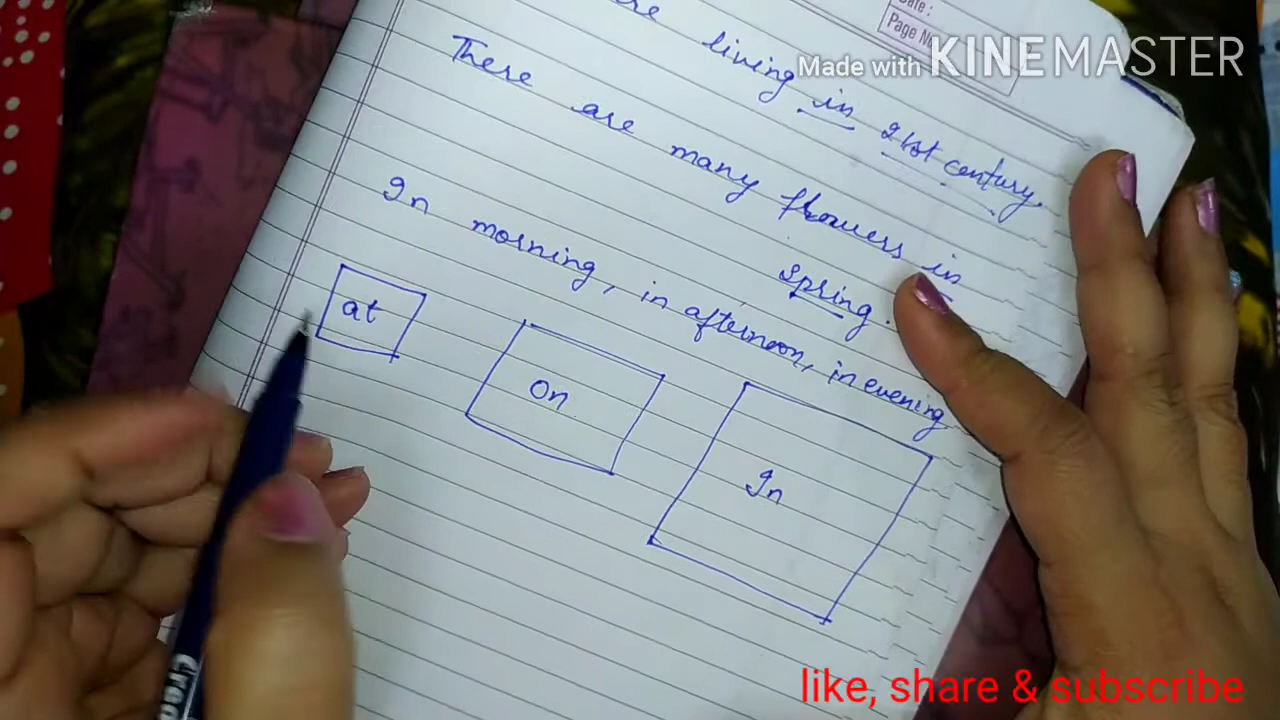 Date:
Page No
Made with KINEMASTER
living in 21st century.
There are many flowers in
spring.
In morning, in afternoon, in evening
at
On
In
like, share & subscribe